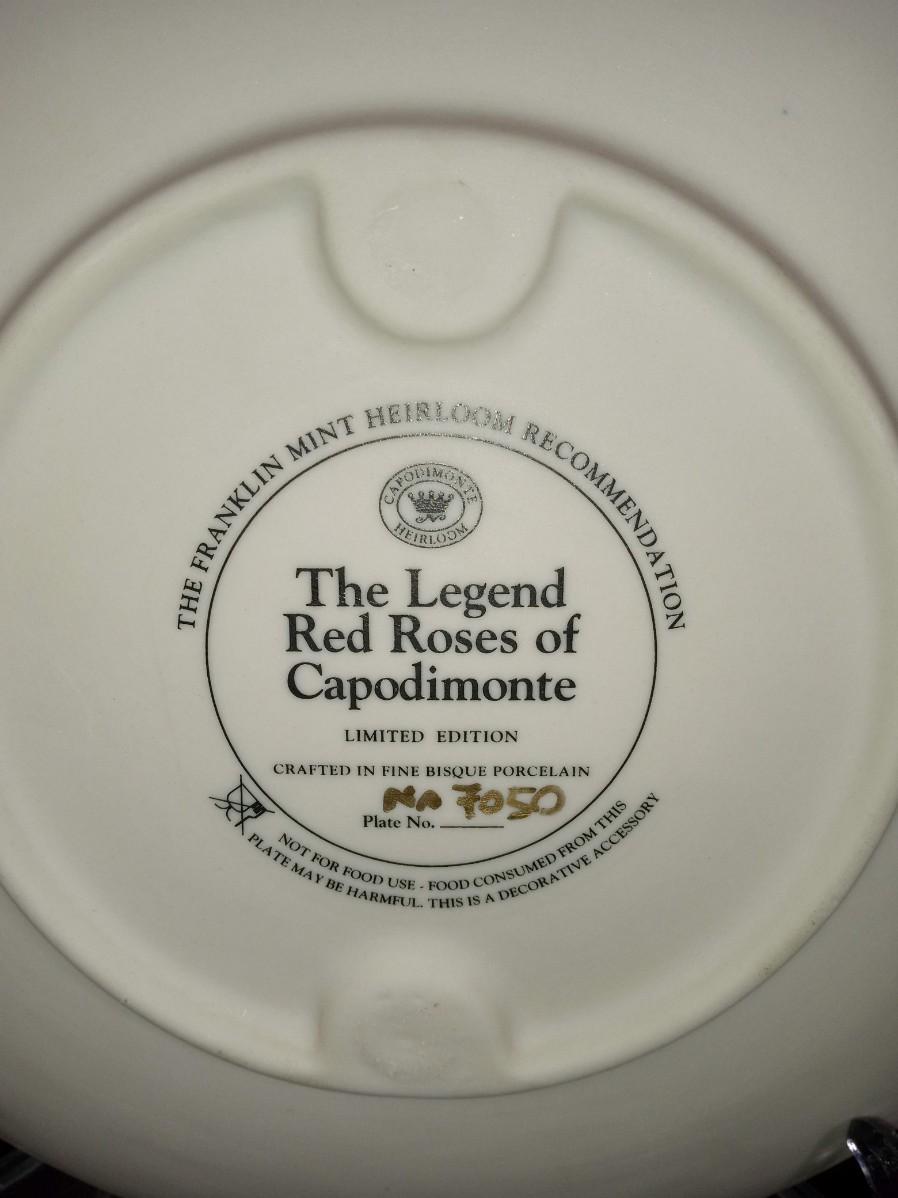 THE FRANKLIN MINT HEIRLOOM RECOMMENDATION
CAPODIMONTE
HEIRLOOM
The Legend
Red Roses of
Capodimonte
LIMITED EDITION
CRAFTED IN FINE BISQUE PORCELAIN
Plate No. NA 7050
NOT FOR FOOD USE - FOOD CONSUMED FROM THIS
PLATE MAY BE HARMFUL. THIS IS A DECORATIVE ACCESSORY